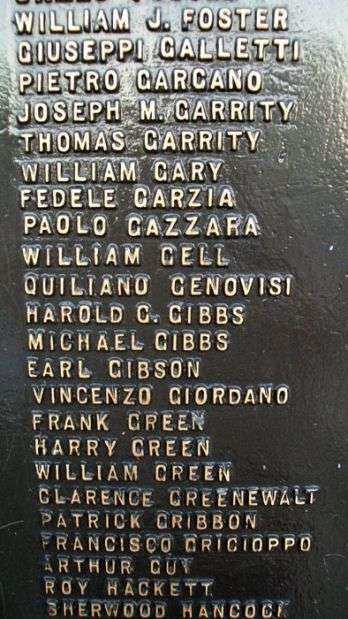 WILLIAM J. FOSTER
GIUSEPPI GALLETTI
PIETRO GARCANO
JOSEPH M. GARRITY
THOMAS GARRITY
WILLIAM GARY
FEDELE GARZIA
PAOLO GAZZARA
WILLIAM GELL
QUILIANO GENOVISI
HAROLD G. GIBBS
MICHAEL GIBBS
EARL GIBSON
VINCENZO GIORDANO
FRANK GREEN
HARRY GREEN
WILLIAM GREEN
CLARENCE GREENEWALT
PATRICK GRIBBON
FRANCISCO GRICIOPPO
ARTHUR GUY
ROY HACKETT
SHERWOOD HANCOCK